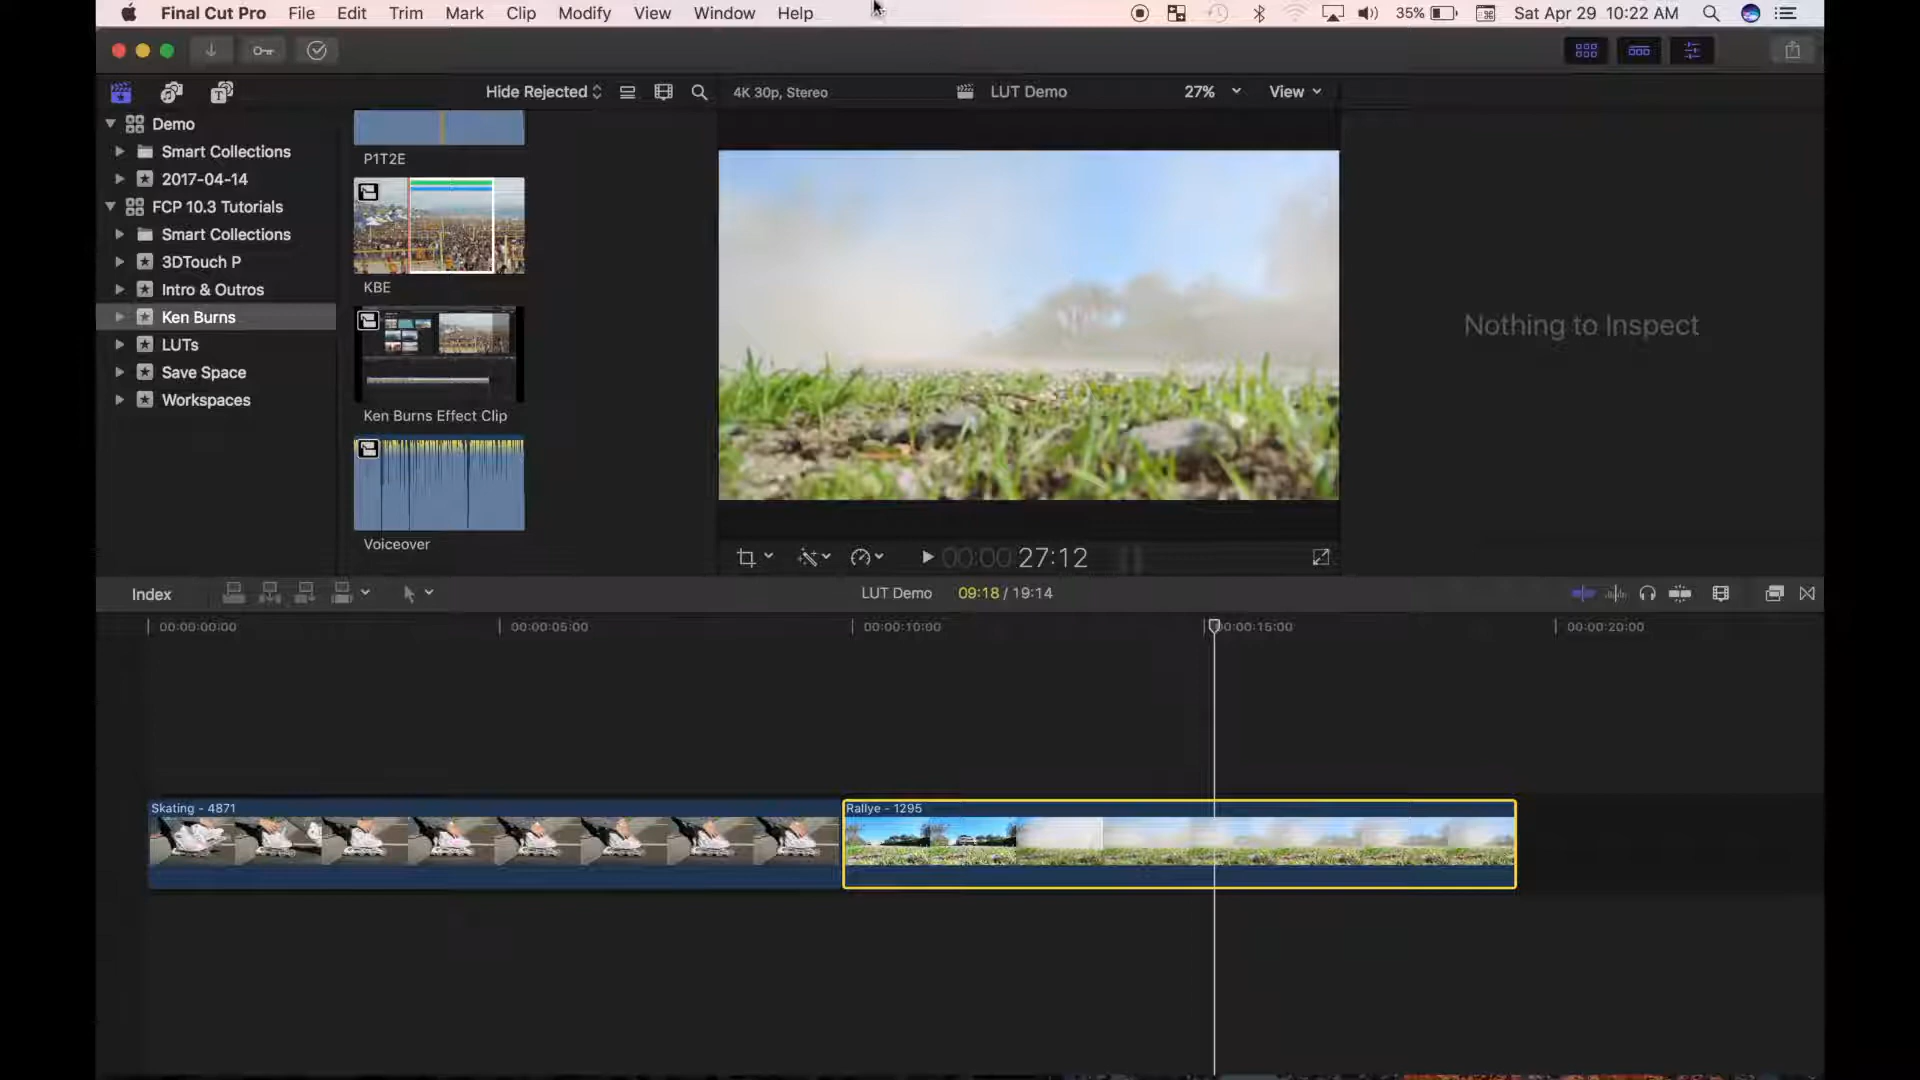 Final Cut Pro File Edit Trim Mark Clip Modify View Window Help 35% Sat Apr 29 10:22 AM
Hide Rejected 4K 30p, Stereo LUT Demo 27% View
Demo
Smart Collections
2017-04-14
FCP 10.3 Tutorials
Smart Collections
3DTouch P
Intro & Outros
Ken Burns
LUTs
Save Space
Workspaces
P1T2E
KBE
Ken Burns Effect Clip
Voiceover
Nothing to Inspect
00:00 27:12
Index LUT Demo 09:18 / 19:14
00:00:00:00 00:00:05:00 00:00:10:00 00:00:15:00 00:00:20:00
Skating - 4871 Rallye - 1295